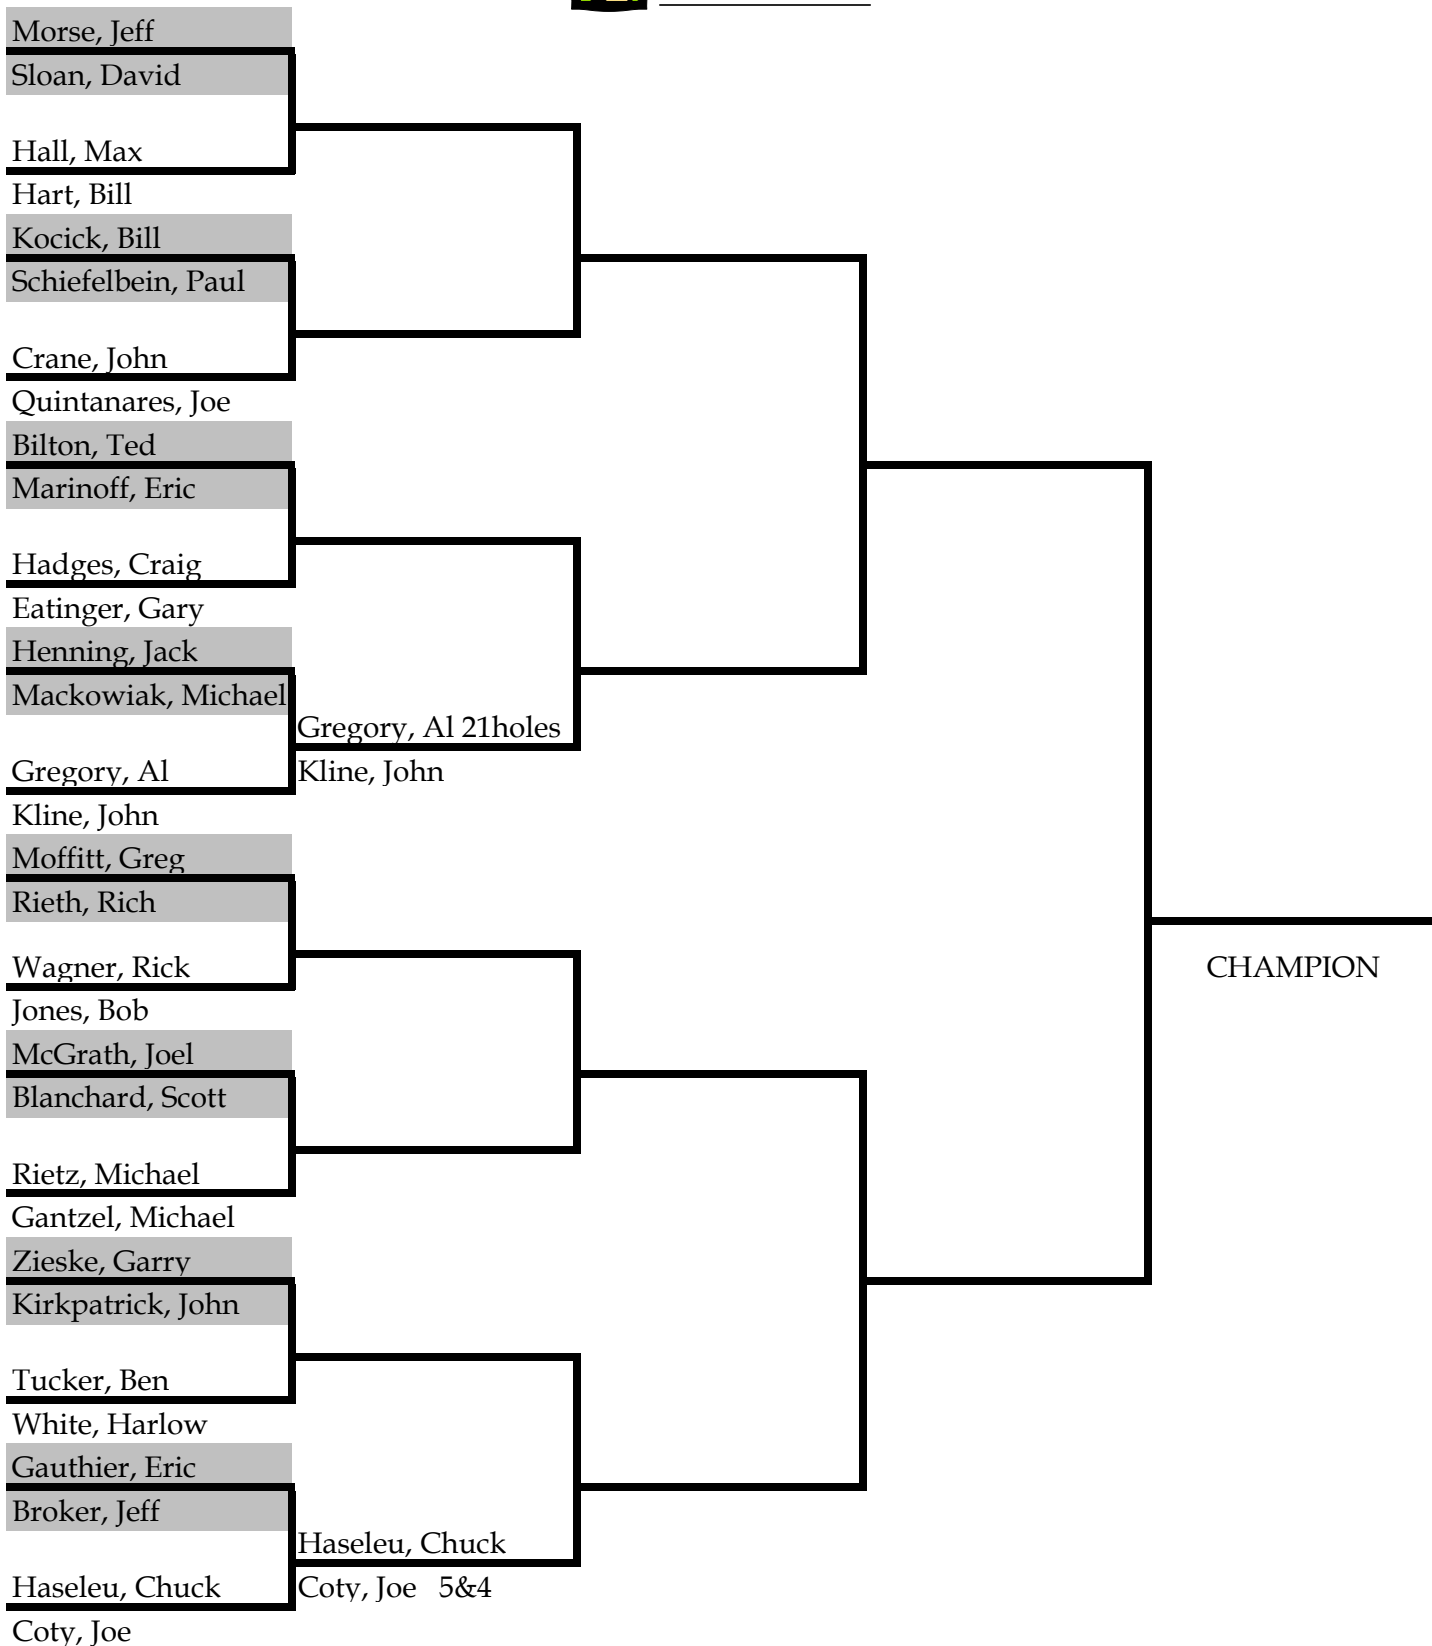 Morse, Jeff
Sloan, David
Hall, Max
Hart, Bill
Kocick, Bill
Schiefelbein, Paul
Crane, John
Quintanares, Joe
Bilton, Ted
Marinoff, Eric
Hadges, Craig
Eatinger, Gary
Henning, Jack
Mackowiak, Michael
Gregory, Al 21holes
Gregory, Al
Kline, John
Kline, John
Moffitt, Greg
Rieth, Rich
Wagner, Rick
CHAMPION
Jones, Bob
McGrath, Joel
Blanchard, Scott
Rietz, Michael
Gantzel, Michael
Zieske, Garry
Kirkpatrick, John
Tucker, Ben
White, Harlow
Gauthier, Eric
Broker, Jeff
Haseleu, Chuck
Haseleu, Chuck
Coty, Joe 5&4
Coty, Joe